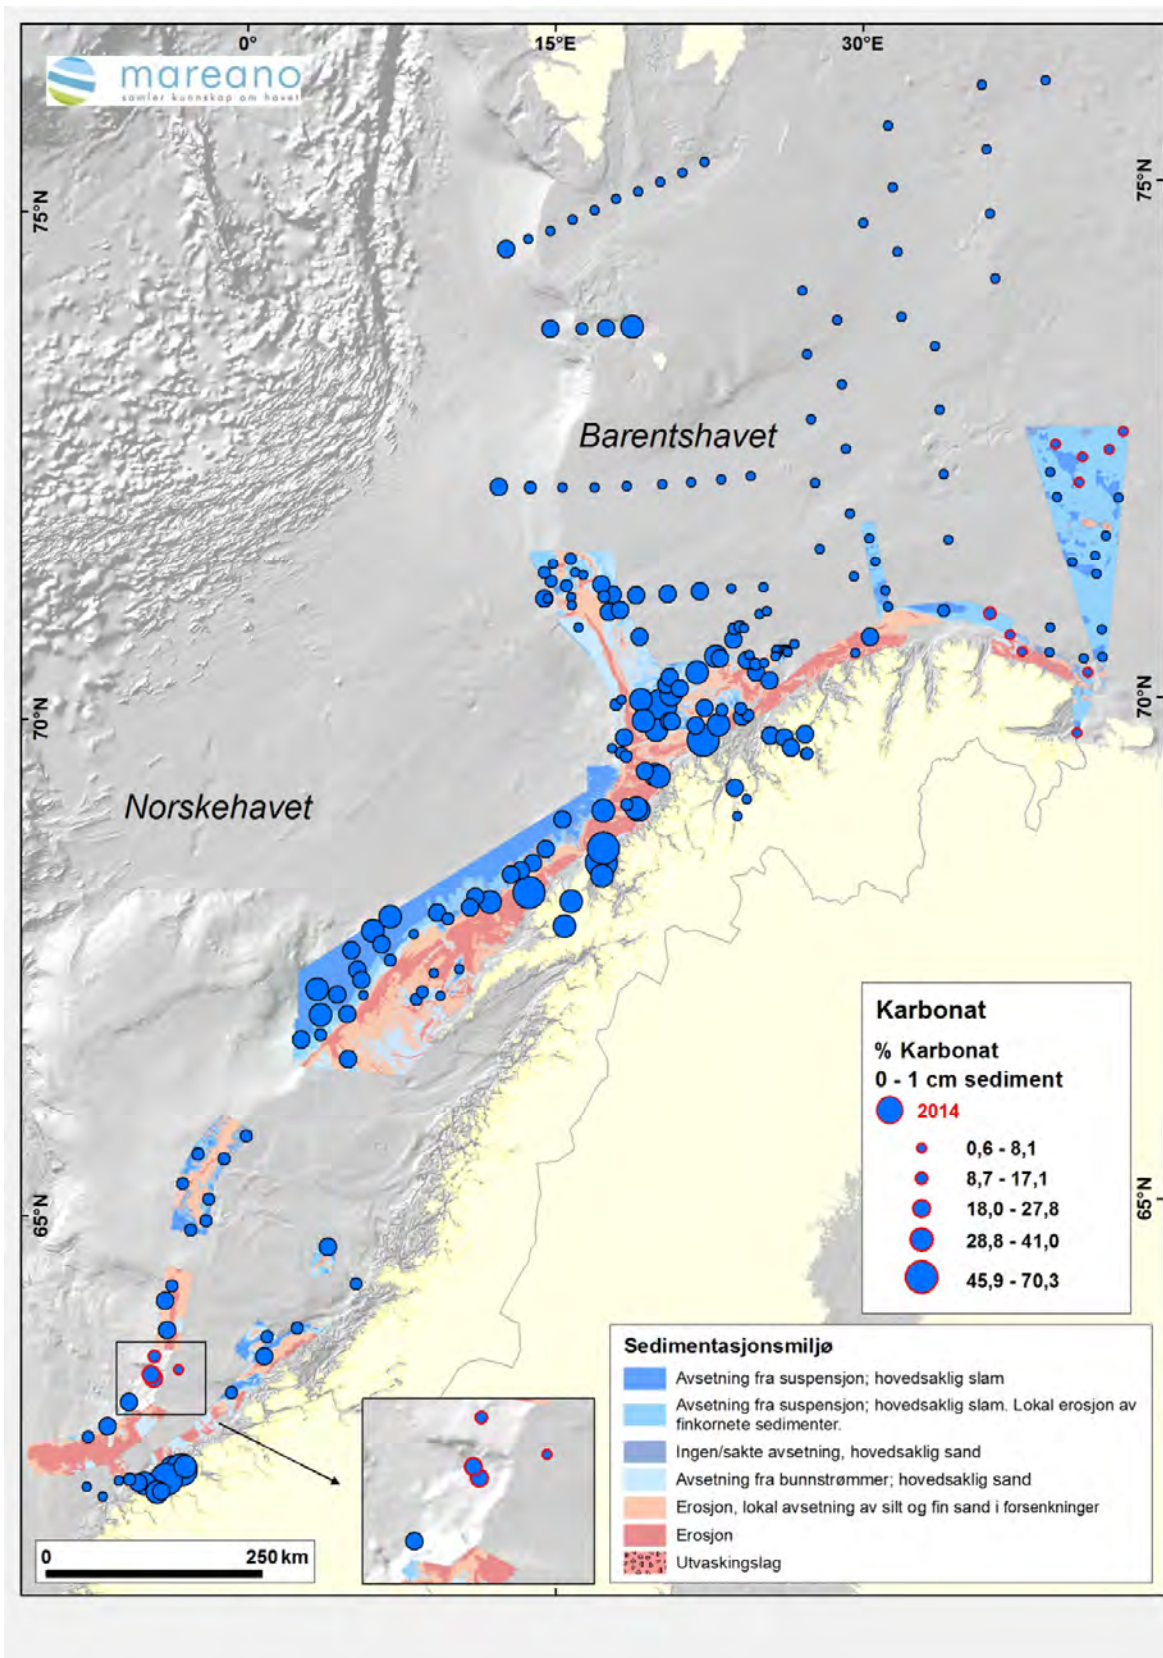 0°
15°E
30°E
mareano
samler kunnskap om havet
75°N
75°N
Barentshavet
70°N
70°N
Norskehavet
Karbonat
% Karbonat
0 - 1 cm sediment
2014
0,6 - 8,1
8,7 - 17,1
18,0 - 27,8
28,8 - 41,0
45,9 - 70,3
65°N
65°N
Sedimentasjonsmiljø
Avsetning fra suspensjon; hovedsaklig slam
Avsetning fra suspensjon; hovedsaklig slam. Lokal erosjon av
finkornete sedimenter.
Ingen/sakte avsetning, hovedsaklig sand
Avsetning fra bunnstrømmer; hovedsaklig sand
Erosjon, lokal avsetning av silt og fin sand i forsenkninger
Erosjon
Utvaskingslag
0
250 km